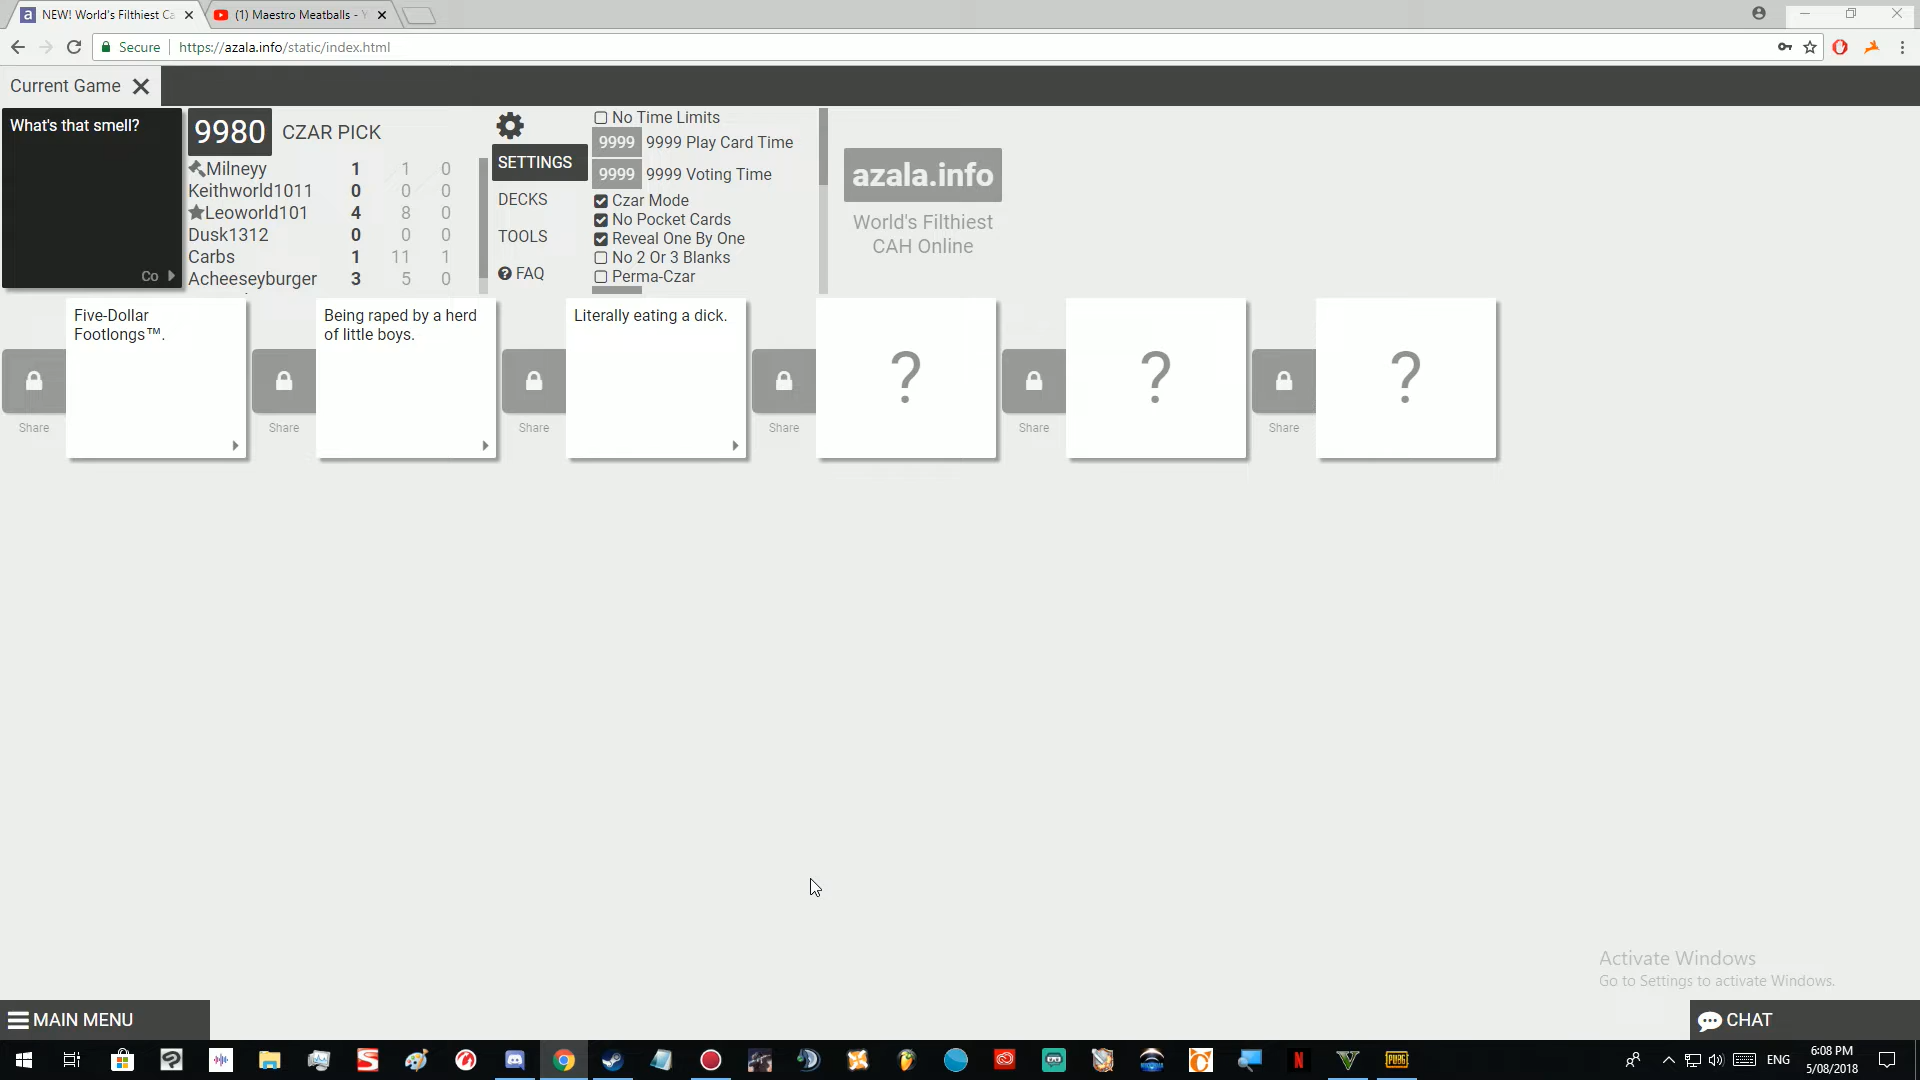 NEW! World's Filthiest Ca
(1) Maestro Meatballs - Y
Secure
https://azala.info/static/index.html
Current Game
What's that smell?
Co
9980 CZAR PICK
Milneyy 1 1 0
Keithworld1011 0 0 0
Leoworld101 4 8 0
Dusk1312 0 0 0
Carbs 1 11 1
Acheeseyburger 3 5 0
SETTINGS
DECKS
TOOLS
FAQ
No Time Limits
9999 9999 Play Card Time
9999 9999 Voting Time
Czar Mode
No Pocket Cards
Reveal One By One
No 2 Or 3 Blanks
Perma-Czar
azala.info
World's Filthiest
CAH Online
Share
Five-Dollar
Footlongs™.
Share
Being raped by a herd
of little boys.
Share
Literally eating a dick.
Share
?
Share
?
Share
?
Activate Windows
Go to Settings to activate Windows.
MAIN MENU
CHAT
ENG
6:08 PM
5/08/2018